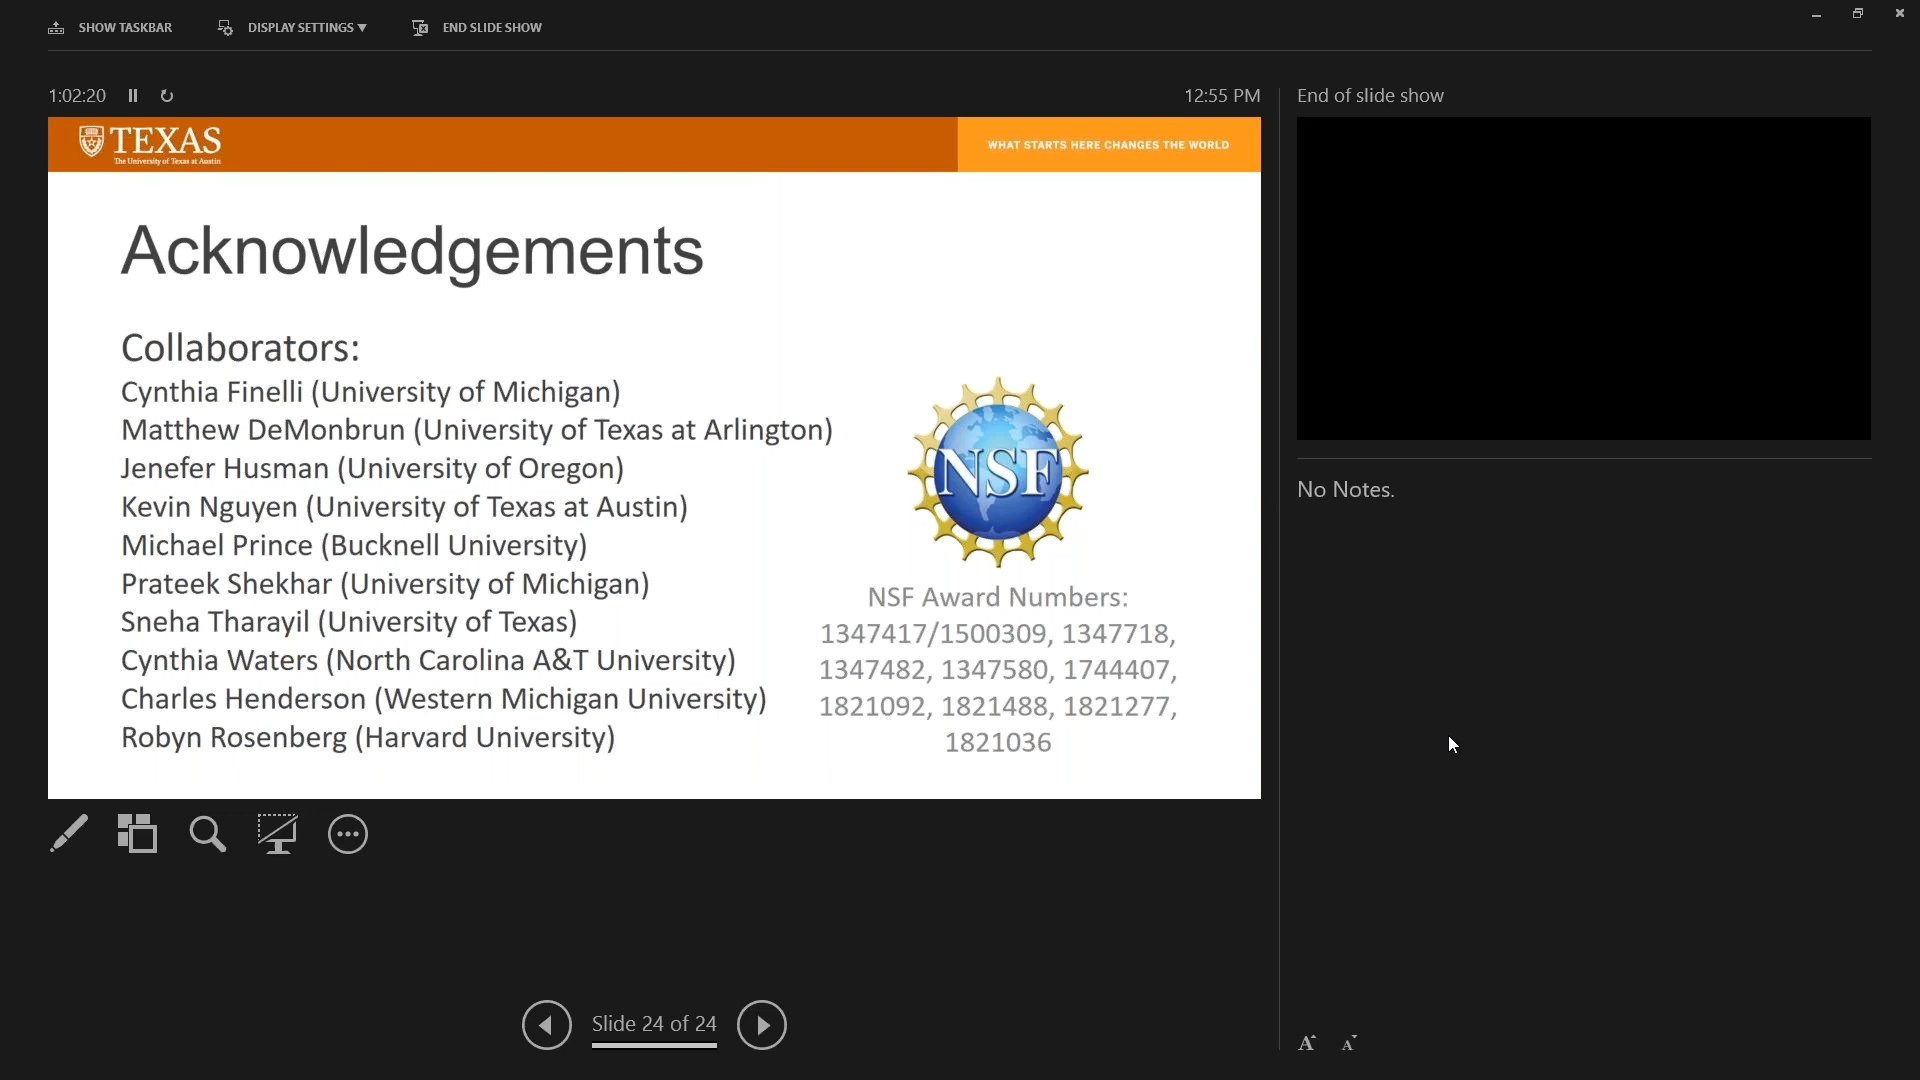 SHOW TASKBAR
DISPLAY SETTINGS
END SLIDE SHOW
1:02:20
12:55 PM
End of slide show
TEXAS
The University of Texas at Austin
WHAT STARTS HERE CHANGES THE WORLD
Acknowledgements
Collaborators:
Cynthia Finelli (University of Michigan)
Matthew DeMonbrun (University of Texas at Arlington)
Jenefer Husman (University of Oregon)
Kevin Nguyen (University of Texas at Austin)
Michael Prince (Bucknell University)
Prateek Shekhar (University of Michigan)
Sneha Tharayil (University of Texas)
Cynthia Waters (North Carolina A&T University)
Charles Henderson (Western Michigan University)
Robyn Rosenberg (Harvard University)
NSF
NSF Award Numbers:
1347417/1500309, 1347718,
1347482, 1347580, 1744407,
1821092, 1821488, 1821277,
1821036
No Notes.
Slide 24 of 24
A
A